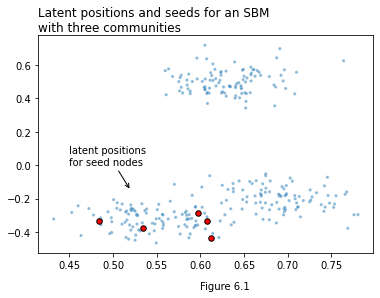 Latent positions and seeds for an SBM
with three communities
0.6
0.4
0.2
0.0
−0.2
−0.4
latent positions
for seed nodes
0.45 0.50 0.55 0.60 0.65 0.70 0.75
Figure 6.1